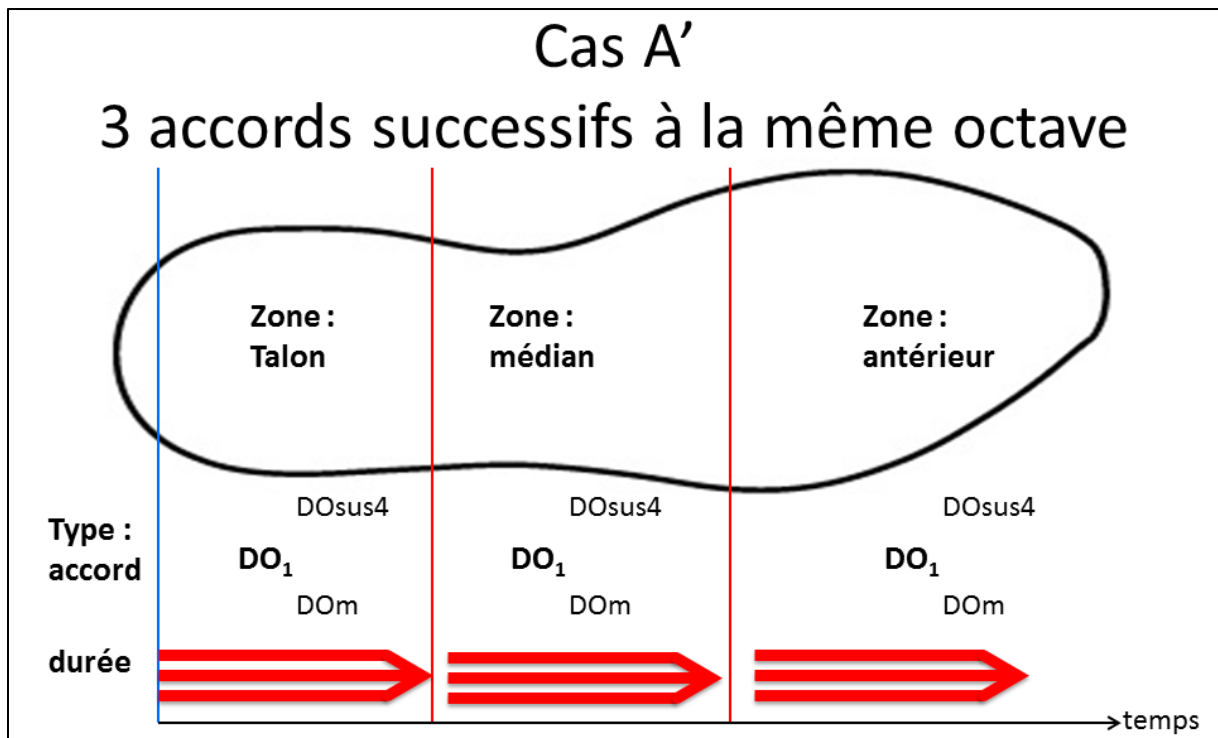 Cas A’
3 accords successifs à la même octave
Zone :
Talon
Zone :
médian
Zone :
antérieur
Type :
accord
DOsus4
DO₁
DOm
DOsus4
DO₁
DOm
DOsus4
DO₁
DOm
durée
temps